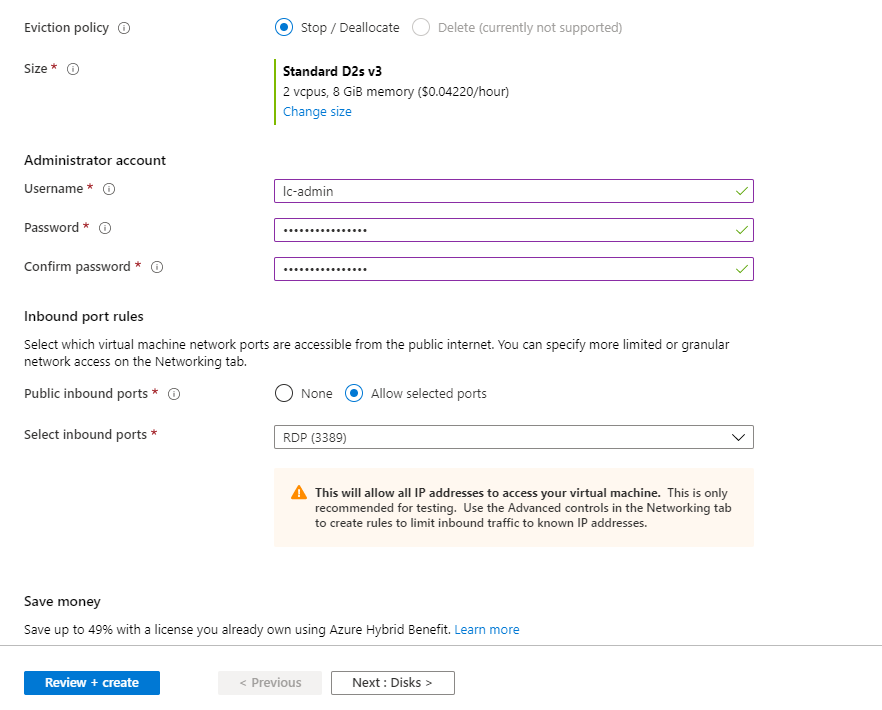 Eviction policy
Stop / Deallocate
Delete (currently not supported)
Size *
Standard D2s v3
2 vcpus, 8 GiB memory ($0.04220/hour)
Change size
Administrator account
Username *
lc-admin
Password *
••••••••••••••••
Confirm password *
••••••••••••••••
Inbound port rules
Select which virtual machine network ports are accessible from the public internet. You can specify more limited or granular
network access on the Networking tab.
Public inbound ports *
None
Allow selected ports
Select inbound ports *
RDP (3389)
This will allow all IP addresses to access your virtual machine. This is only
recommended for testing. Use the Advanced controls in the Networking tab
to create rules to limit inbound traffic to known IP addresses.
Save money
Save up to 49% with a license you already own using Azure Hybrid Benefit. Learn more
Review + create
< Previous
Next : Disks >